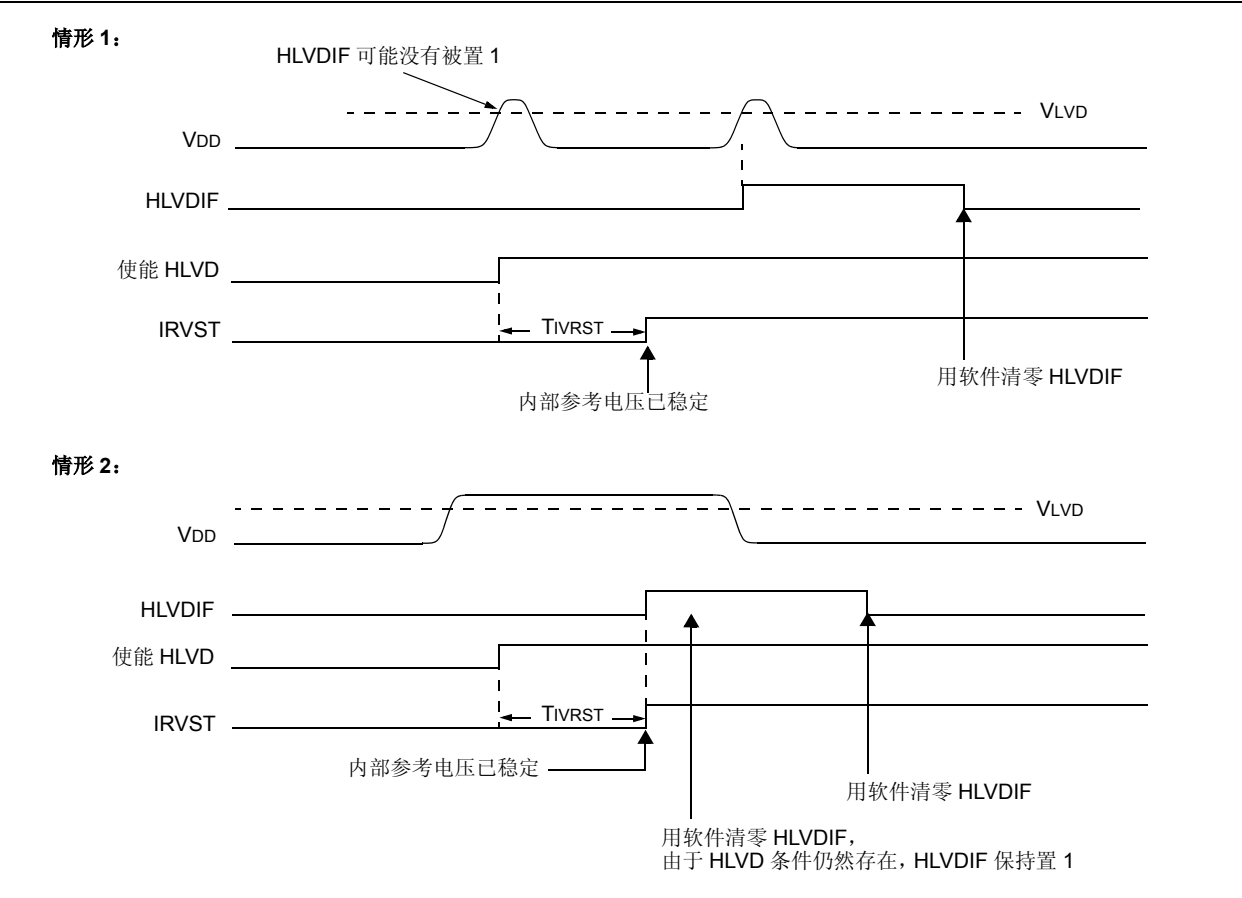 情形 1：
HLVDIF 可能没有被置 1
VLVD
VDD
HLVDIF
使能 HLVD
IRVST
TIVRST
用软件清零 HLVDIF
内部参考电压已稳定
情形 2：
VLVD
VDD
HLVDIF
使能 HLVD
TIVRST
IRVST
内部参考电压已稳定
用软件清零 HLVDIF
用软件清零 HLVDIF，
由于 HLVD 条件仍然存在，HLVDIF 保持置 1